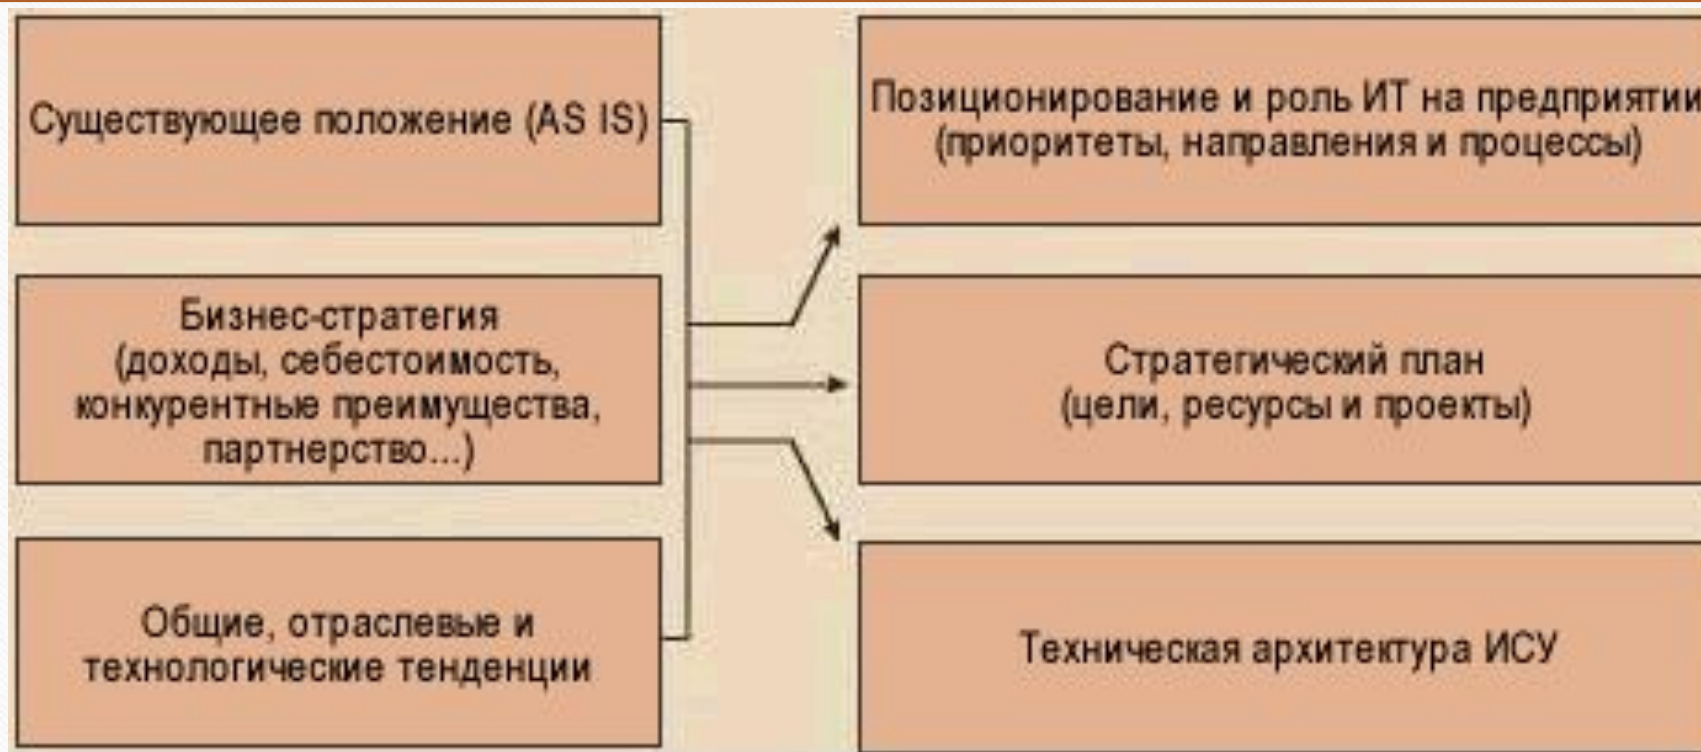 Существующее положение (AS IS)
Бизнес-стратегия
(доходы, себестоимость,
конкурентные преимущества,
партнерство...)
Общие, отраслевые и
технологические тенденции
Позиционирование и роль ИТ на предприятии
(приоритеты, направления и процессы)
Стратегический план
(цели, ресурсы и проекты)
Техническая архитектура ИСУ